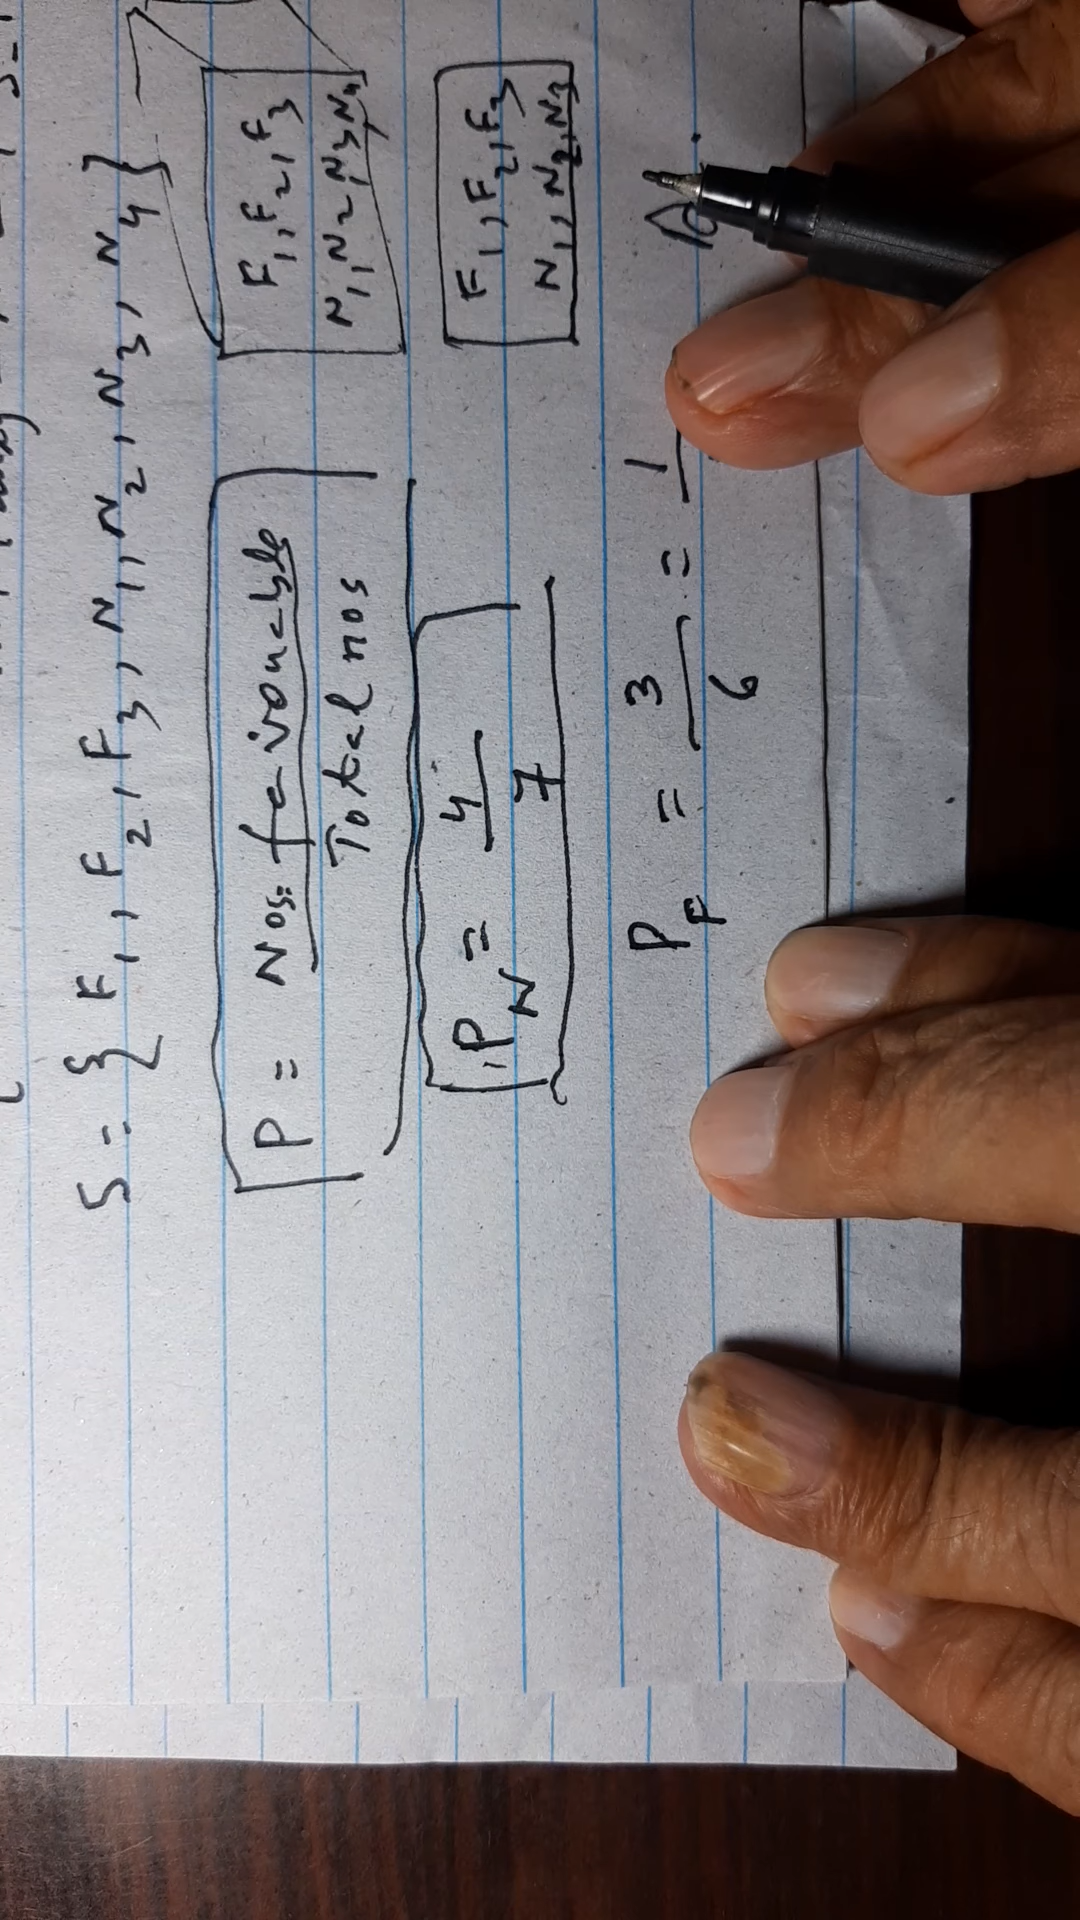 S = { F1, F2, F3, N1, N2, N3, N4 }
P = Nos. favourable
Total nos
F1, F2, F3
N1, N2, N3, N4
PN = 4/7
F1, F2, F3
N1, N2, N3
PF = 3/6 = 1